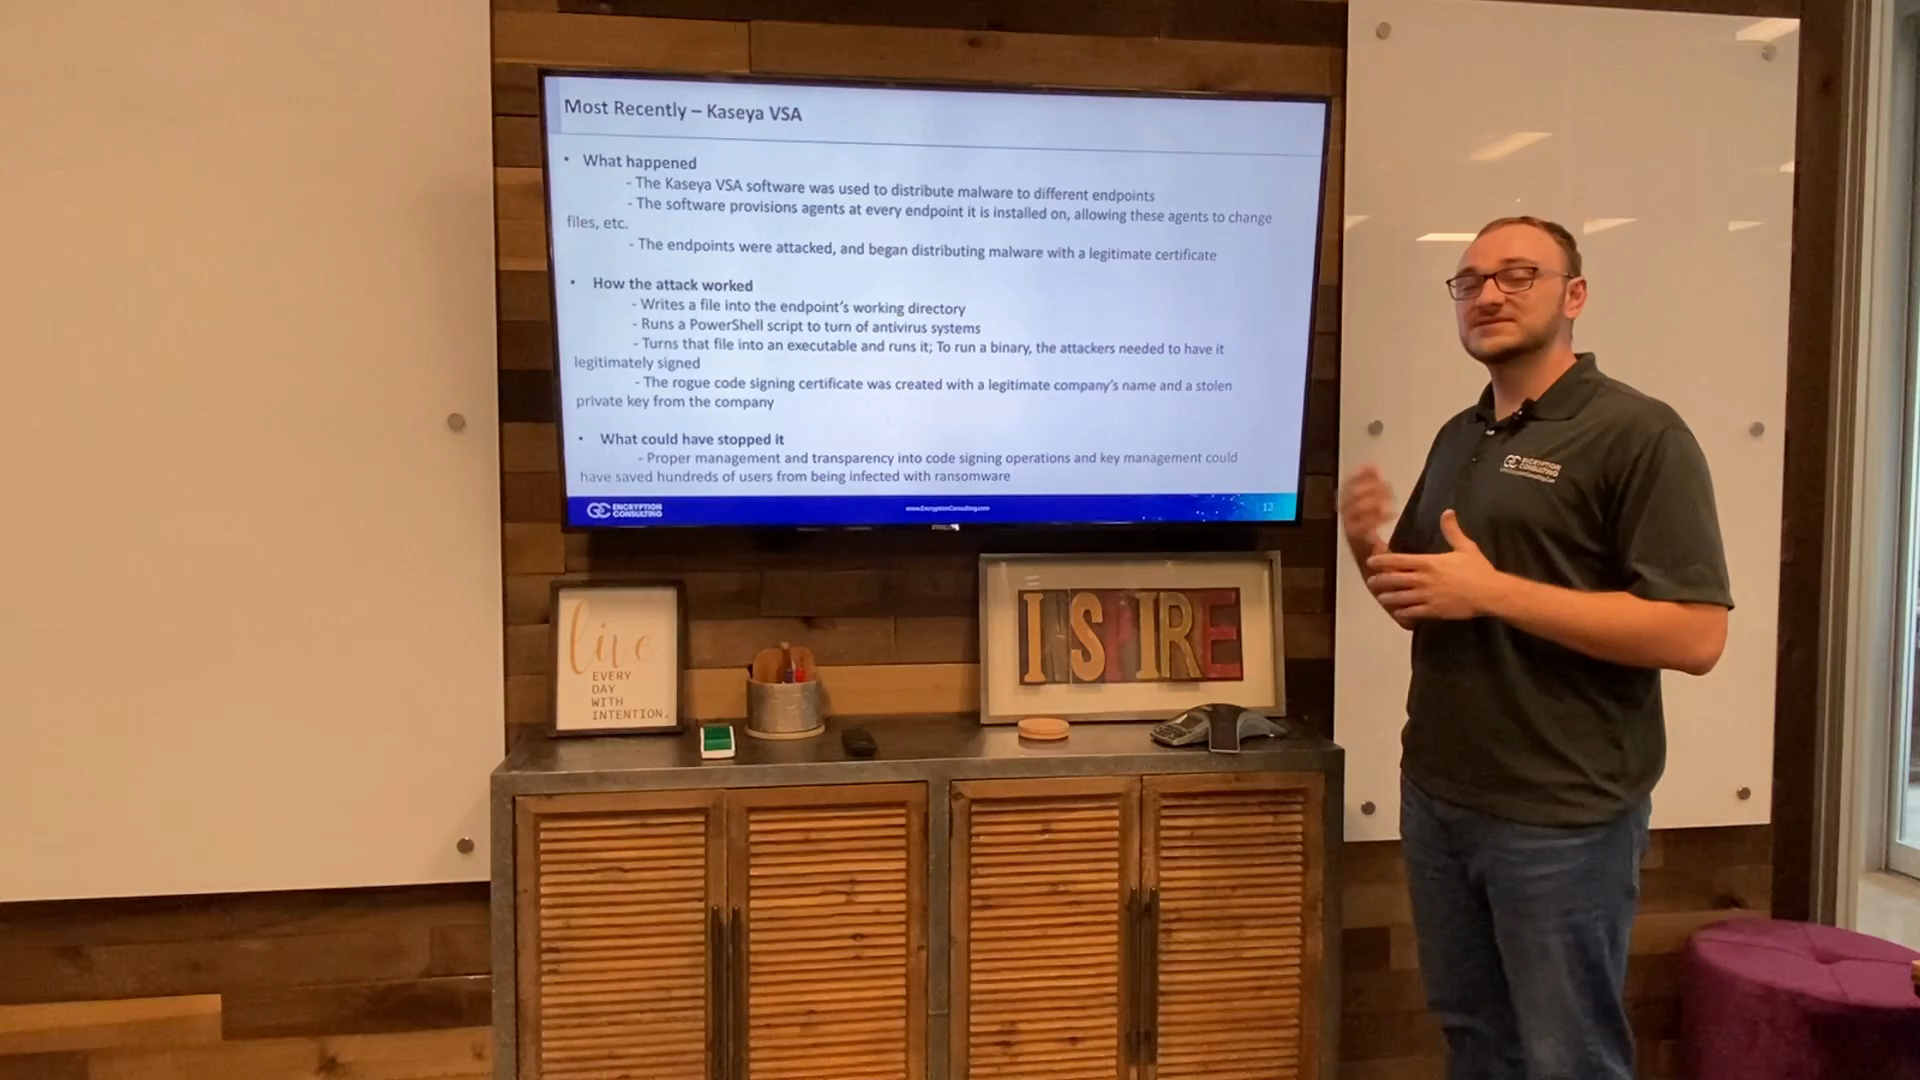 Most Recently – Kaseya VSA
• What happened
- The Kaseya VSA software was used to distribute malware to different endpoints
- The software provisions agents at every endpoint it is installed on, allowing these agents to change
files, etc.
- The endpoints were attacked, and began distributing malware with a legitimate certificate
• How the attack worked
- Writes a file into the endpoint's working directory
- Runs a PowerShell script to turn of antivirus systems
- Turns that file into an executable and runs it; To run a binary, the attackers needed to have it
legitimately signed
- The rogue code signing certificate was created with a legitimate company's name and a stolen
private key from the company
• What could have stopped it
- Proper management and transparency into code signing operations and key management could
have saved hundreds of users from being infected with ransomware
ENCRYPTION
CONSULTING
www.EncryptionConsulting.com
12
live
EVERY
DAY
WITH
INTENTION.
INSPIRE
ENCRYPTION
CONSULTING